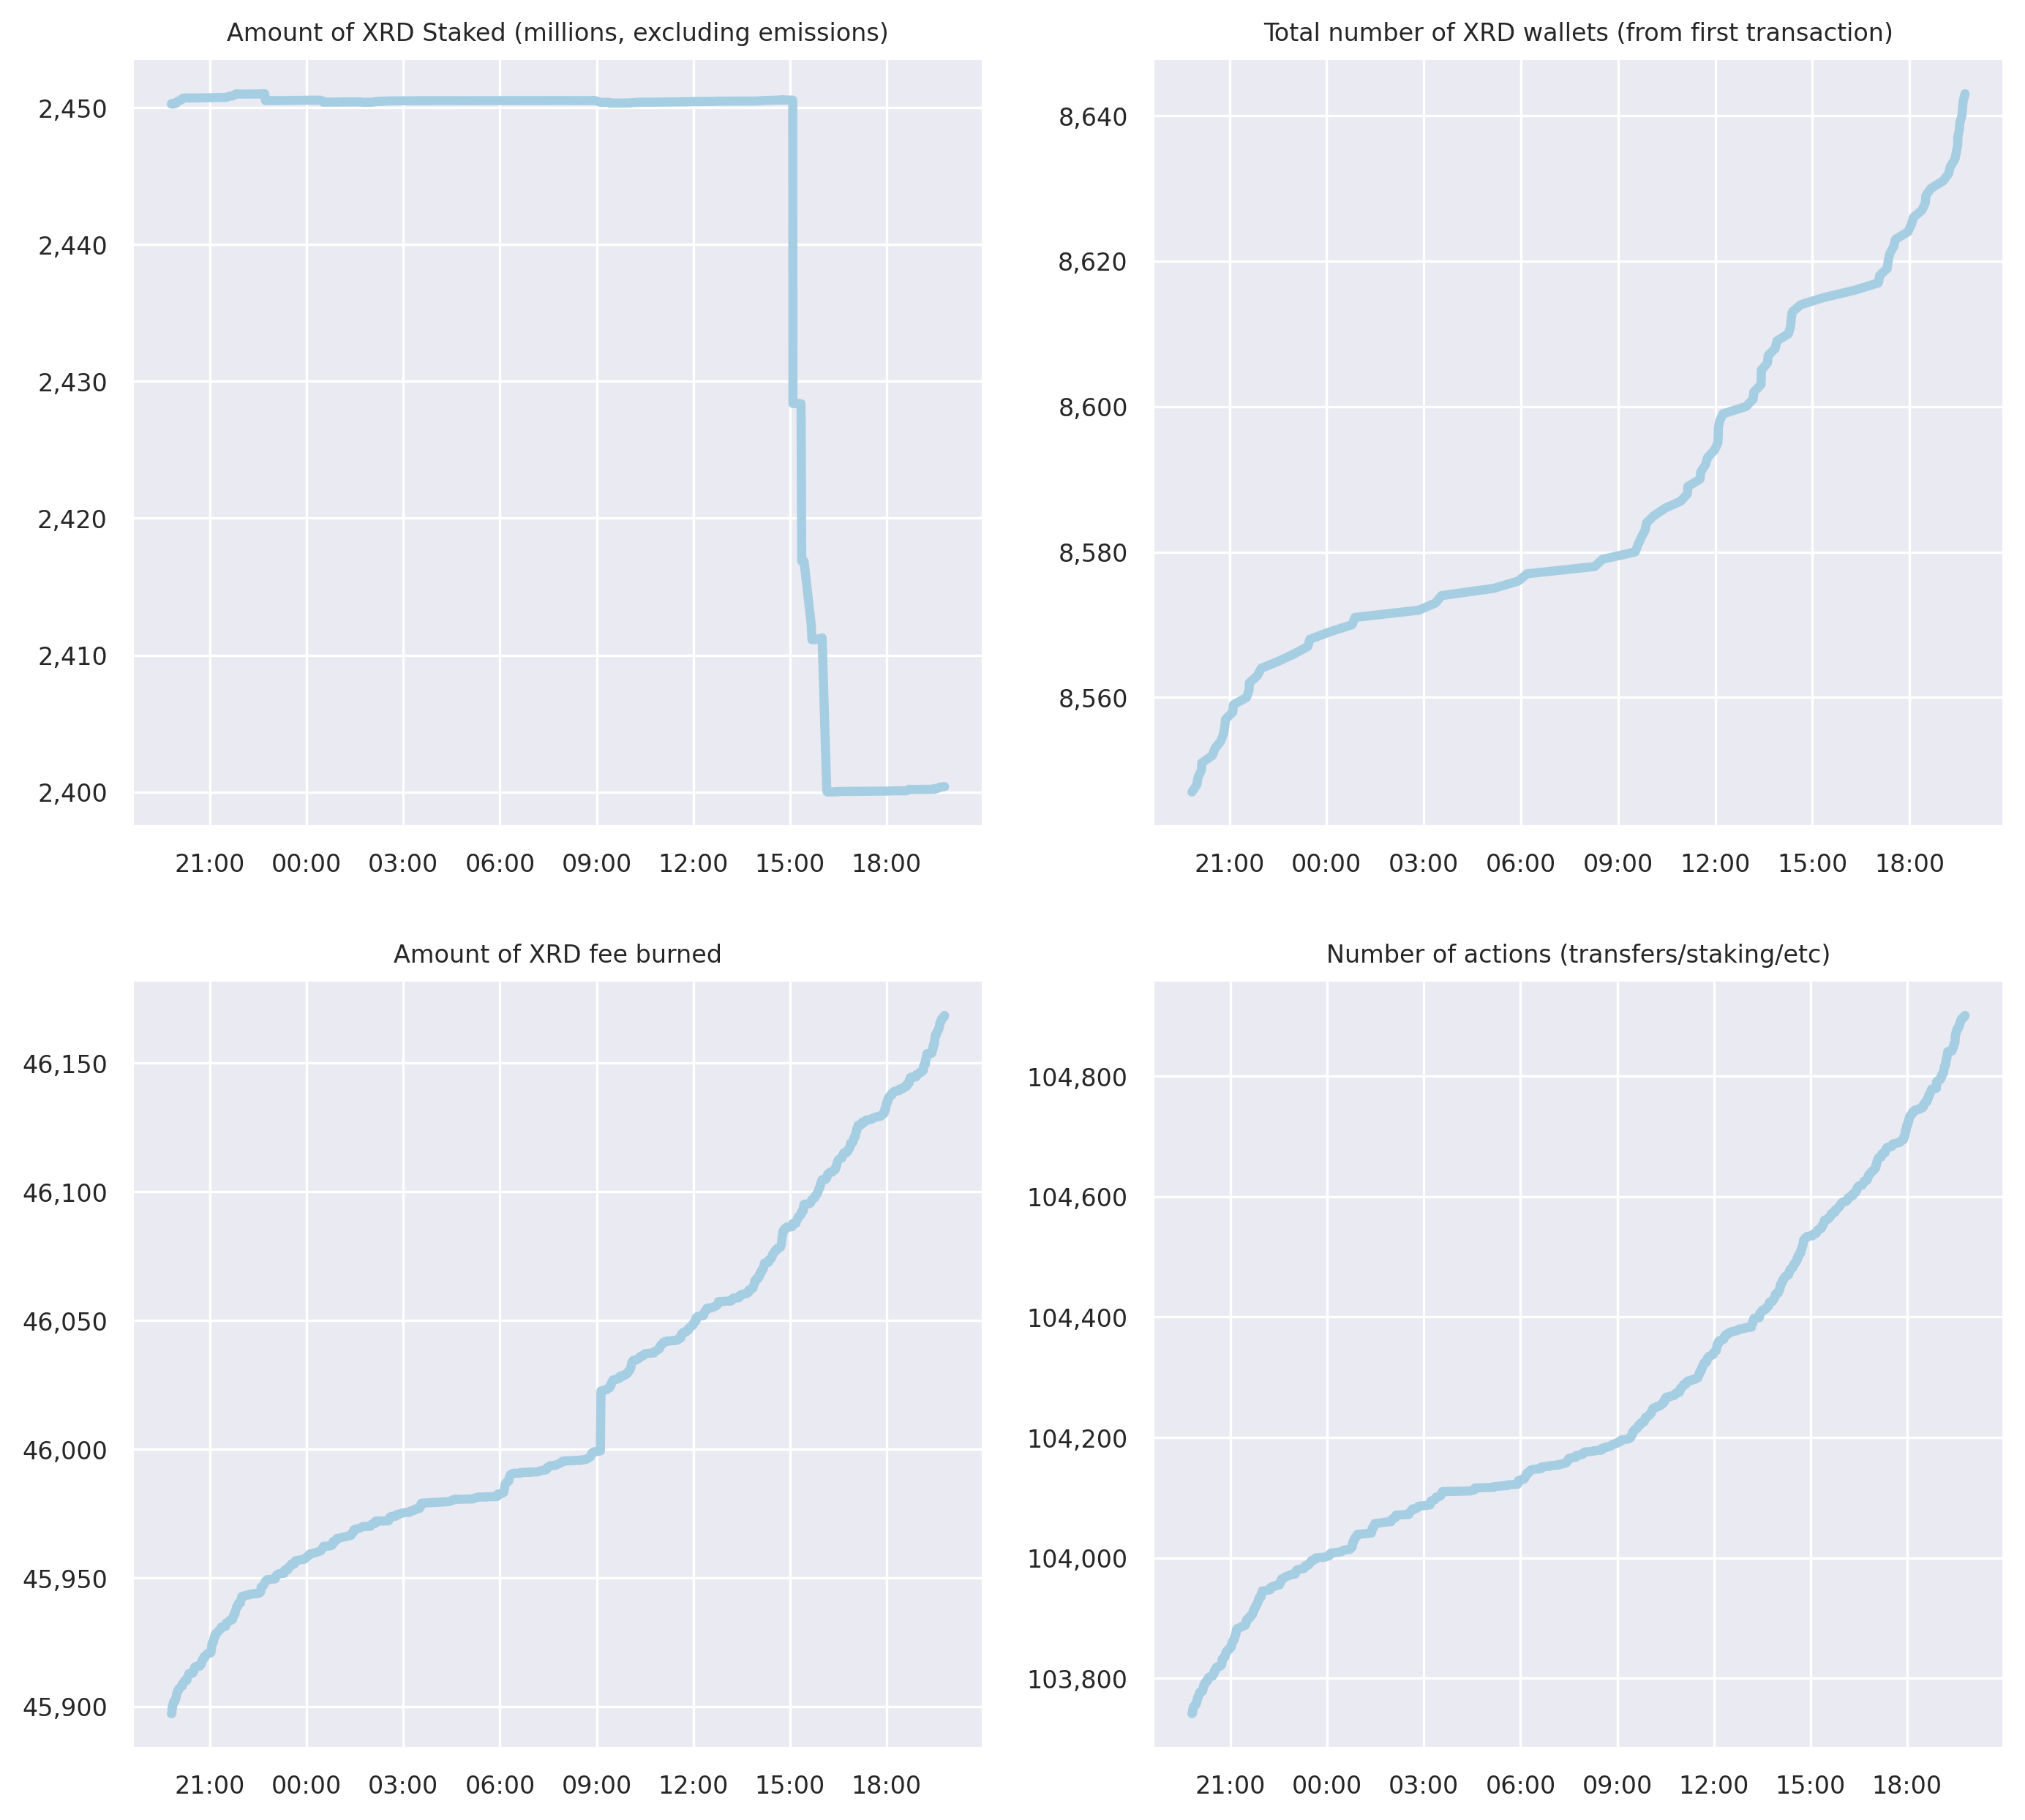 Amount of XRD Staked (millions, excluding emissions)
2,450
2,440
2,430
2,420
2,410
2,400
21:00 00:00 03:00 06:00 09:00 12:00 15:00 18:00
Total number of XRD wallets (from first transaction)
8,640
8,620
8,600
8,580
8,560
21:00 00:00 03:00 06:00 09:00 12:00 15:00 18:00
Amount of XRD fee burned
46,150
46,100
46,050
46,000
45,950
45,900
21:00 00:00 03:00 06:00 09:00 12:00 15:00 18:00
Number of actions (transfers/staking/etc)
104,800
104,600
104,400
104,200
104,000
103,800
21:00 00:00 03:00 06:00 09:00 12:00 15:00 18:00